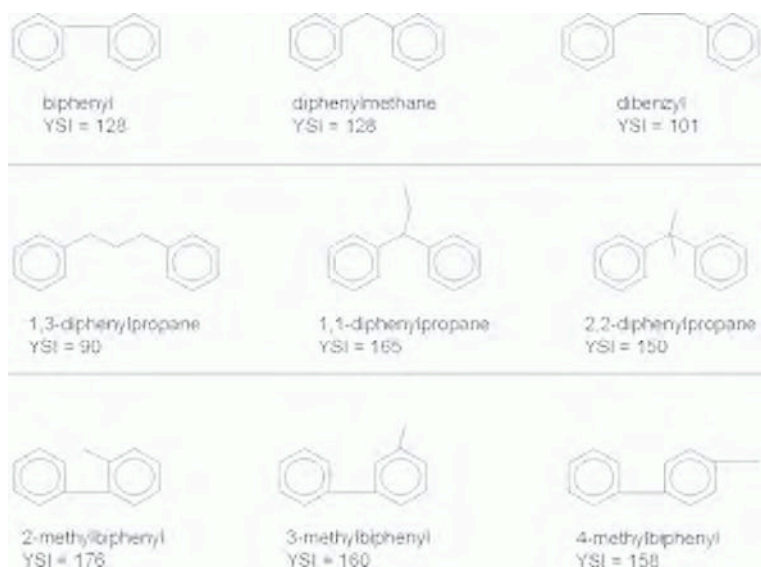 biphenyl
YSI = 128
diphenylmethane
YSI = 128
dibenzyl
YSI = 101
1,3-diphenylpropane
YSI = 90
1,1-diphenylpropane
YSI = 165
2,2-diphenylpropane
YSI = 150
2-methylbiphenyl
YSI = 176
3-methylbiphenyl
YSI = 160
4-methylbiphenyl
YSI = 158